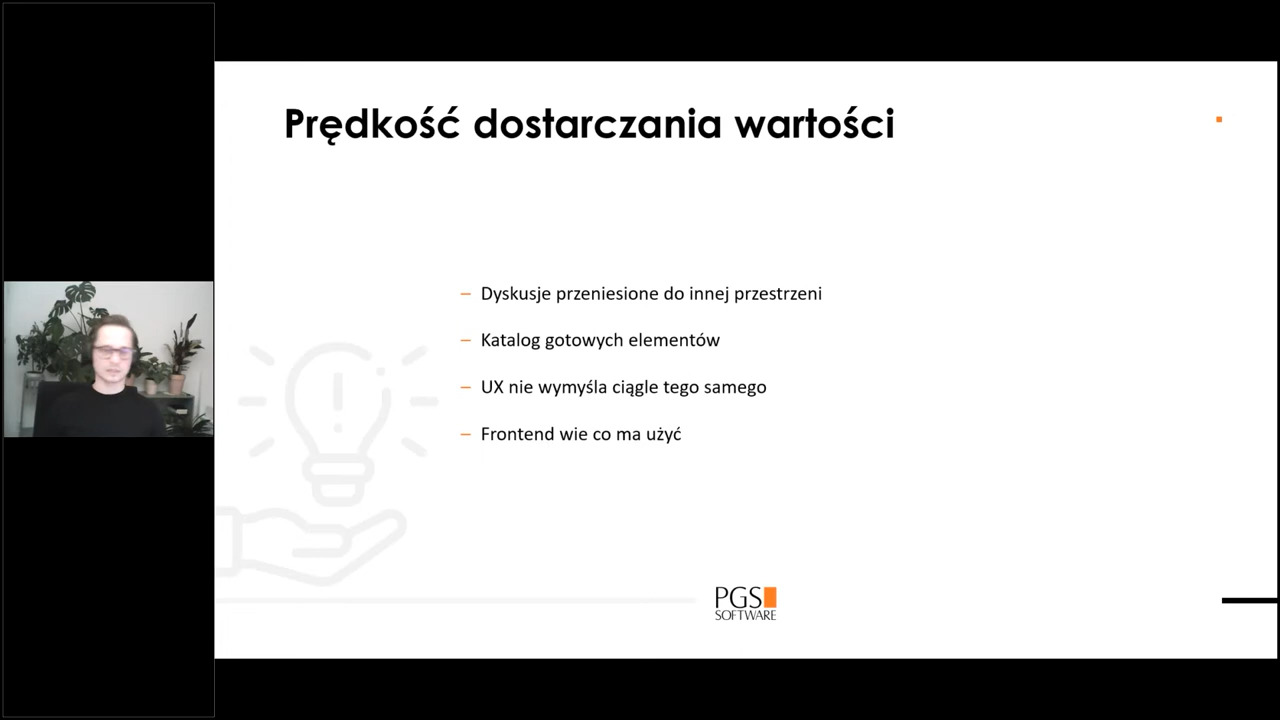 Prędkość dostarczania wartości
– Dyskusje przeniesione do innej przestrzeni
– Katalog gotowych elementów
– UX nie wymyśla ciągle tego samego
– Frontend wie co ma użyć
PGS
SOFTWARE